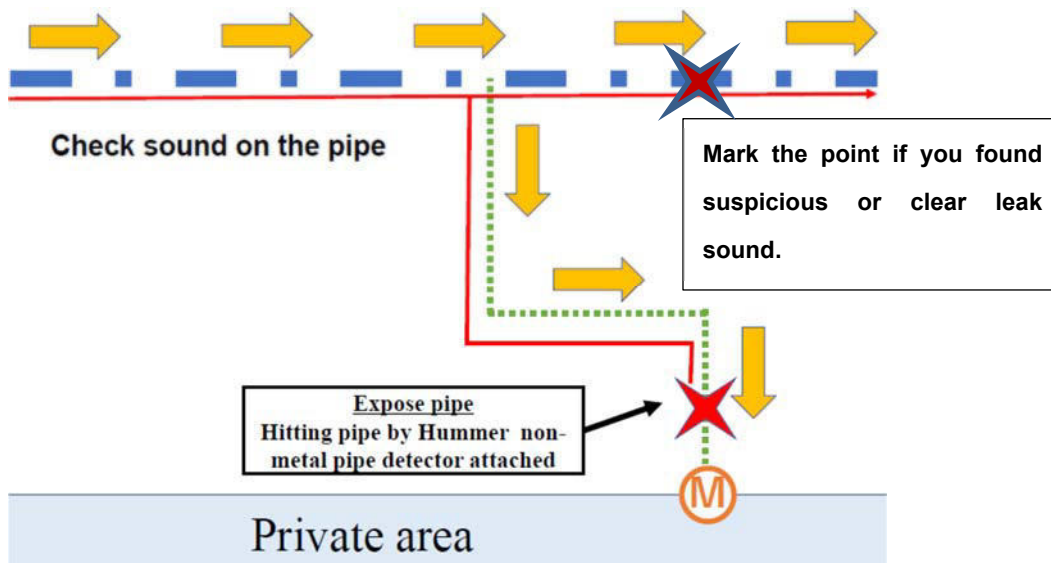 Check sound on the pipe
Mark the point if you found
suspicious or clear leak
sound.
Expose pipe
Hitting pipe by Hummer non-
metal pipe detector attached
M
Private area